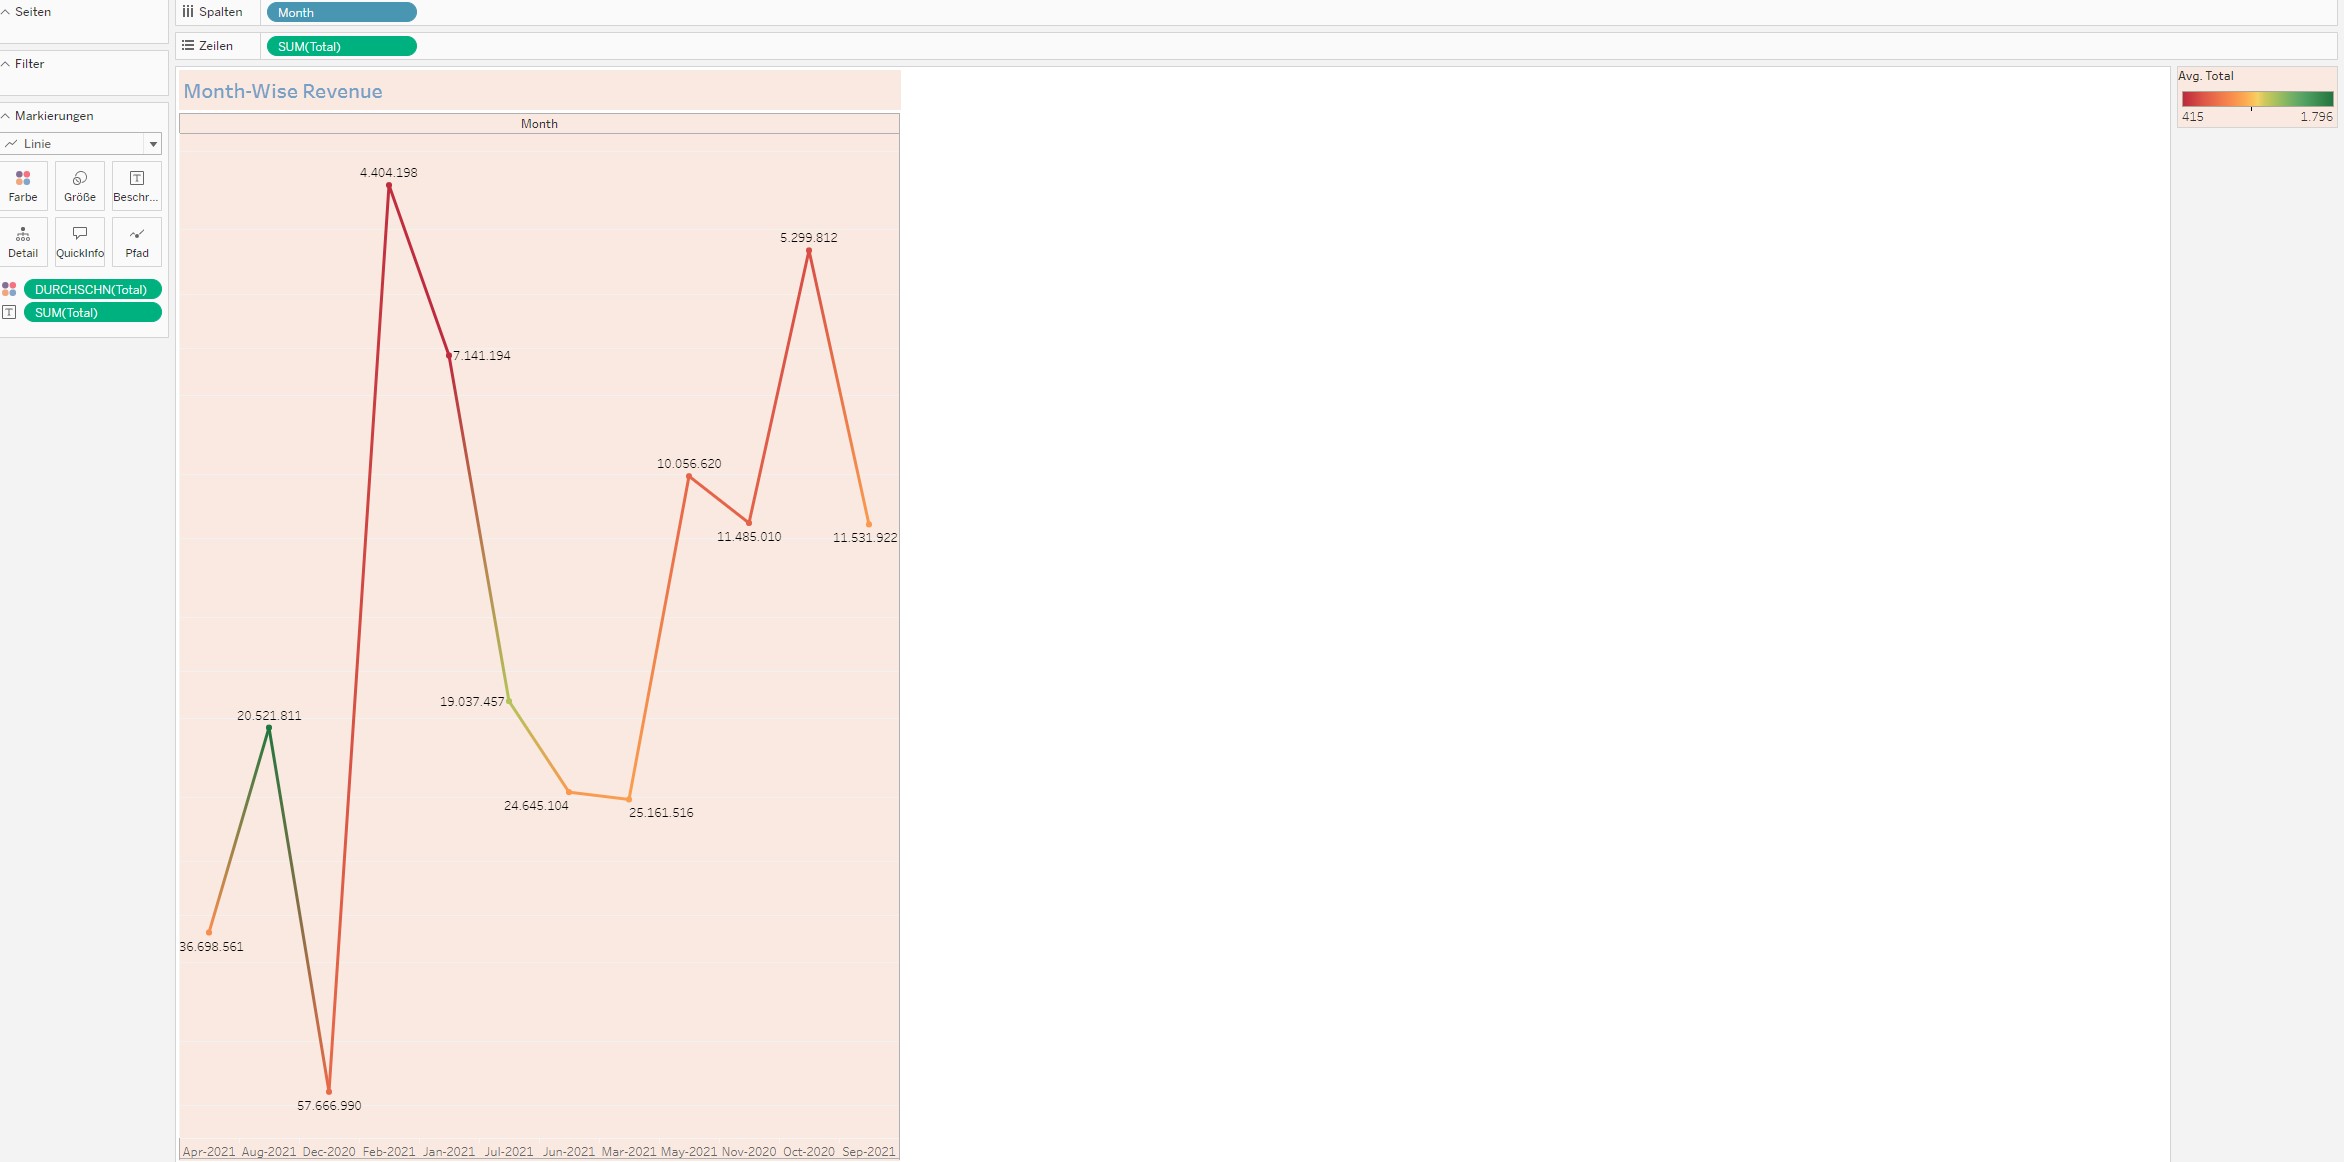 Seiten
Filter
Markierungen
Linie
Farbe
Größe
Beschr...
Detail
QuickInfo
Pfad
DURCHSCHN(Total)
SUM(Total)
Spalten
Month
Zeilen
SUM(Total)
Month-Wise Revenue
Month
4.404.198
5.299.812
7.141.194
10.056.620
11.485.010
11.531.922
19.037.457
20.521.811
24.645.104
25.161.516
36.698.561
57.666.990
Apr-2021 Aug-2021 Dec-2020 Feb-2021 Jan-2021 Jul-2021 Jun-2021 Mar-2021 May-2021 Nov-2020 Oct-2020 Sep-2021
Avg. Total
415 1.796